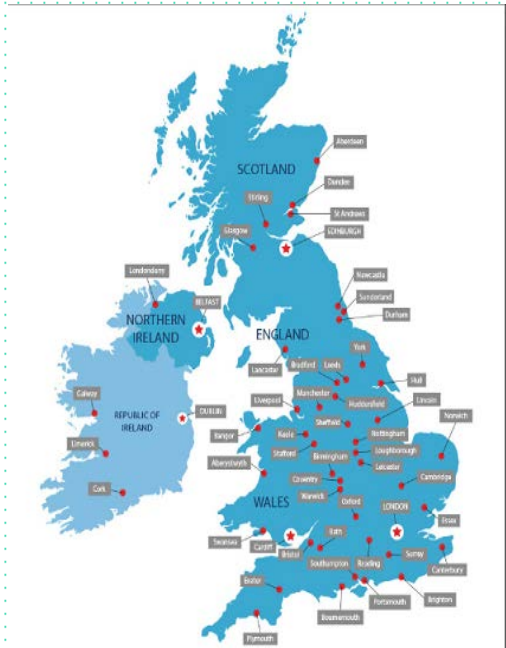 Aberdeen
SCOTLAND
Dundee
Stirling
St Andrews
Glasgow
EDINBURGH
Londonderry
Newcastle
BELFAST
Sunderland
Durham
NORTHERN
IRELAND
ENGLAND
York
Lancaster
Bradford
Leeds
Hull
Galway
Liverpool
Manchester
Huddersfield
Lincoln
REPUBLIC OF
IRELAND
DUBLIN
Sheffield
Bangor
Keele
Nottingham
Norwich
Limerick
Stafford
Loughborough
Birmingham
Leicester
Aberystwyth
Coventry
Cambridge
Cork
Warwick
WALES
Oxford
LONDON
Essex
Swansea
Cardiff
Bath
Bristol
Surrey
Southampton
Reading
Canterbury
Exeter
Portsmouth
Brighton
Bournemouth
Plymouth